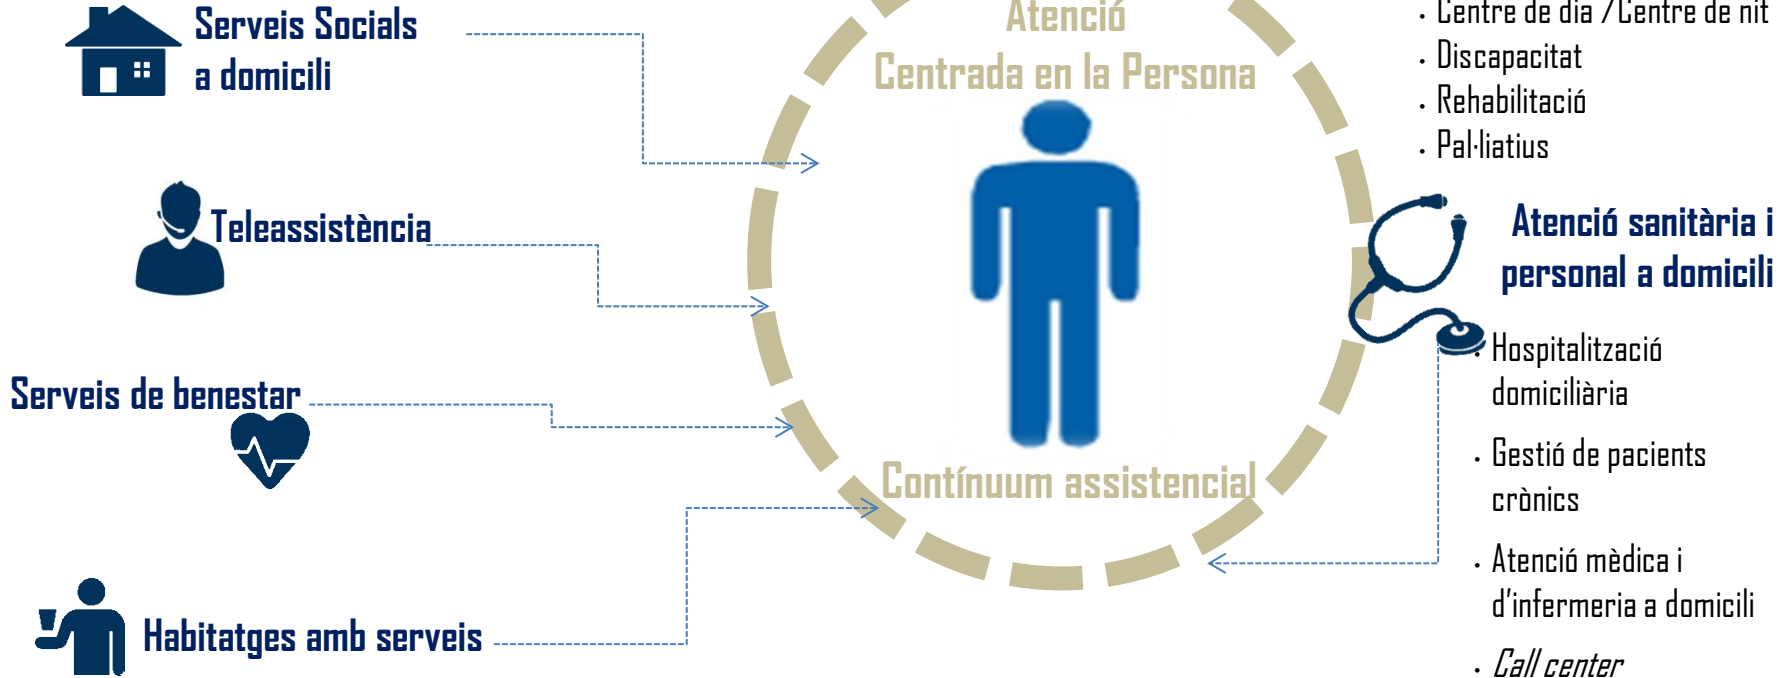 Serveis Socials
a domicili
Teleassistència
Serveis de benestar
Habitatges amb serveis
Atenció
Centrada en la Persona
Contínuum assistencial
• Centre de dia / Centre de nit
• Discapacitat
• Rehabilitació
• Pal·liatius
Atenció sanitària i
personal a domicili
• Hospitalització
domiciliària
• Gestió de pacients
crònics
• Atenció mèdica i
d'infermeria a domicili
• Call center